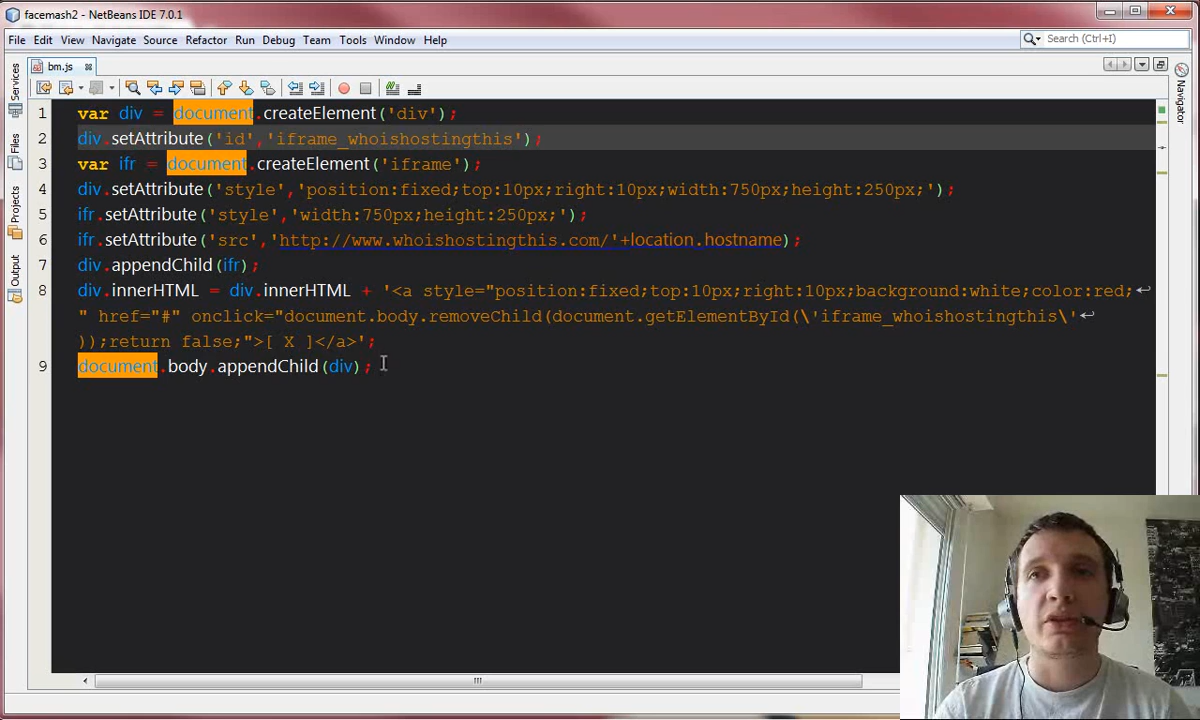 facemash2 - NetBeans IDE 7.0.1
File Edit View Navigate Source Refactor Run Debug Team Tools Window Help
Search (Ctrl+I)
bm.js
Services
Files
Projects
Output
Navigator
1 var div = document.createElement('div');
2 div.setAttribute('id','iframe_whoishostingthis');
3 var ifr = document.createElement('iframe');
4 div.setAttribute('style','position:fixed;top:10px;right:10px;width:750px;height:250px;');
5 ifr.setAttribute('style','width:750px;height:250px;');
6 ifr.setAttribute('src','http://www.whoishostingthis.com/'+location.hostname);
7 div.appendChild(ifr);
8 div.innerHTML = div.innerHTML + '<a style="position:fixed;top:10px;right:10px;background:white;color:red;
" href="#" onclick="document.body.removeChild(document.getElementById(\'iframe_whoishostingthis\'
));return false;">[ X ]</a>';
9 document.body.appendChild(div);